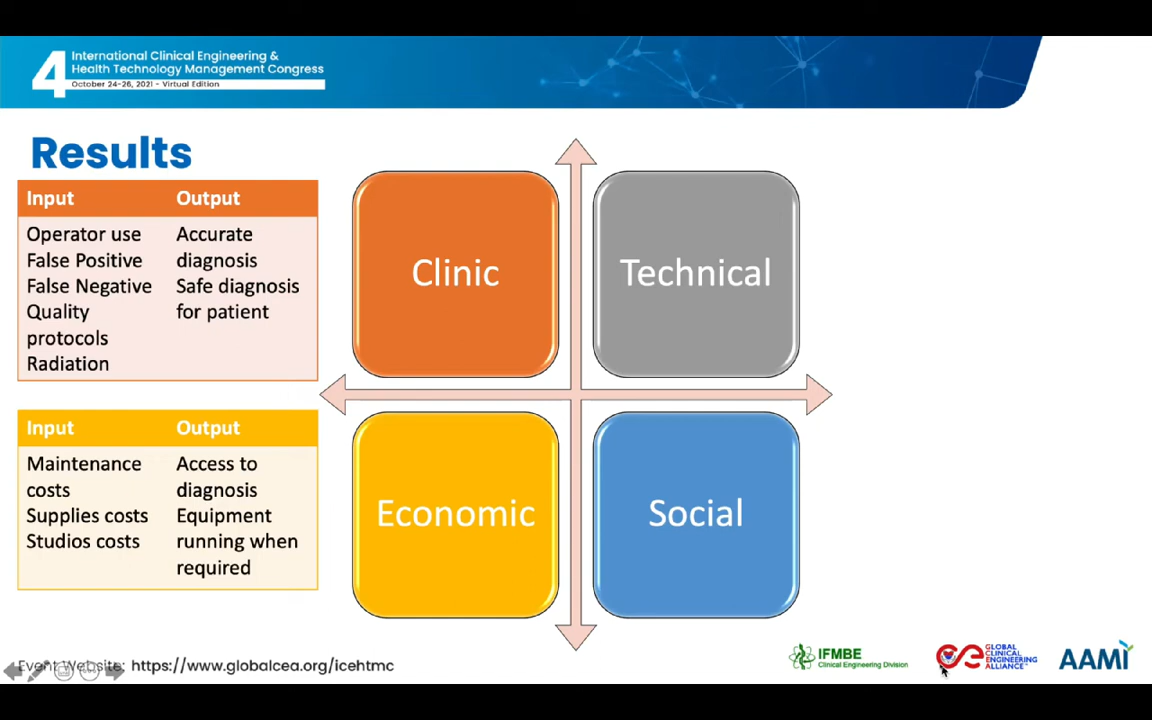 4
International Clinical Engineering &
Health Technology Management Congress
October 24-26, 2021 - Virtual Edition
Results
Input Output
Operator use
False Positive
False Negative
Quality
protocols
Radiation
Accurate
diagnosis
Safe diagnosis
for patient
Clinic
Technical
Input Output
Maintenance
costs
Supplies costs
Studios costs
Access to
diagnosis
Equipment
running when
required
Economic
Social
Event Website: https://www.globalcea.org/icehtmc
IFMBE
Clinical Engineering Division
GLOBAL
CLINICAL
ENGINEERING
ALLIANCE™
AAMI